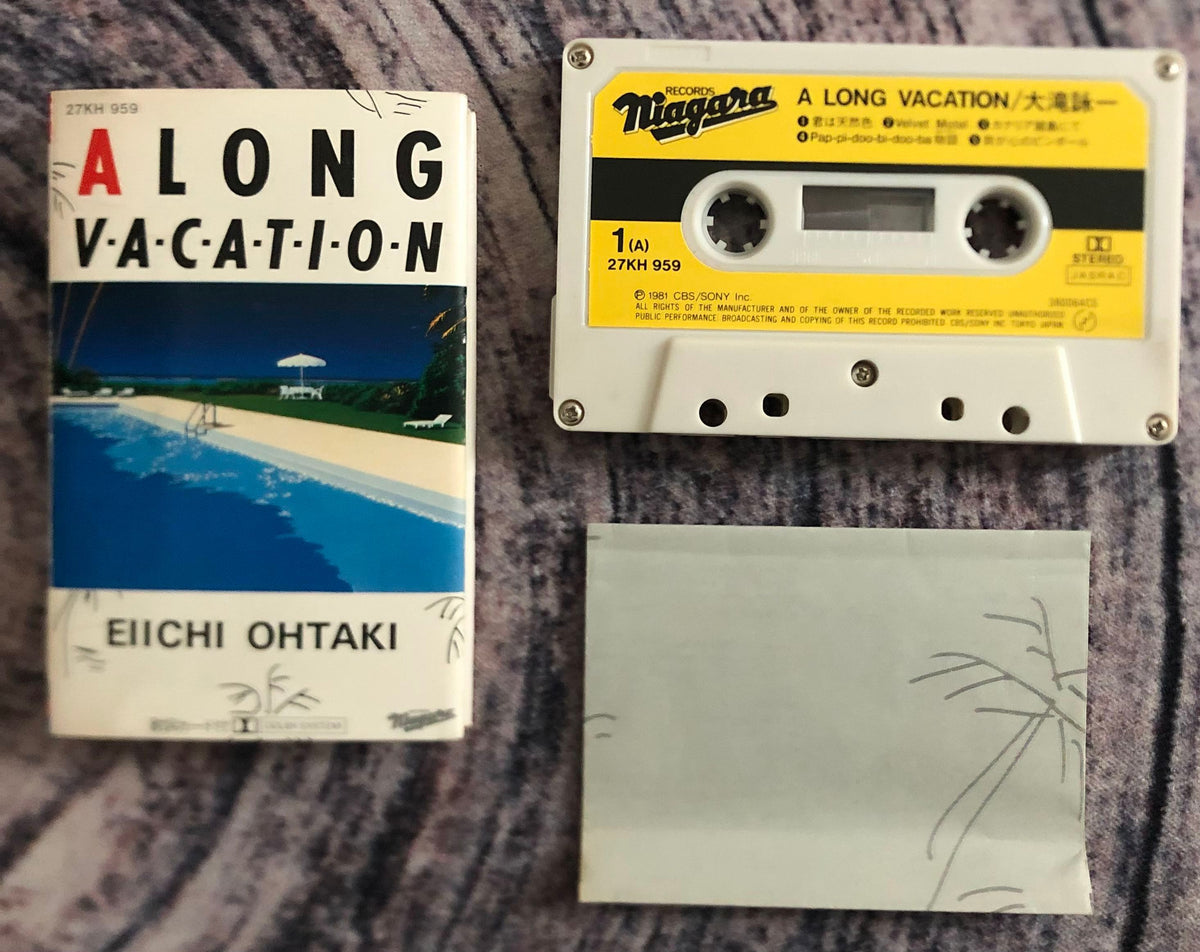 27KH 959
A LONG
V·A·C·A·T·I·O·N
EIICHI OHTAKI
Niagara
RECORDS
Niagara
A LONG VACATION/大滝詠一
❶君は天然色 ❷Velvet Motel ❸カナリア諸島にて
❹Pap-pi-doo-bi-doo-ba物語 ❺我が心のピンボール
1(A)
27KH 959
STEREO
JASRAC
Ⓟ 1981 CBS/SONY Inc.
ALL RIGHTS OF THE MANUFACTURER AND OF THE OWNER OF THE RECORDED WORK RESERVED UNAUTHORIZED
PUBLIC PERFORMANCE. BROADCASTING AND COPYING OF THIS RECORD PROHIBITED. CBS/SONY INC TOKYO JAPAN